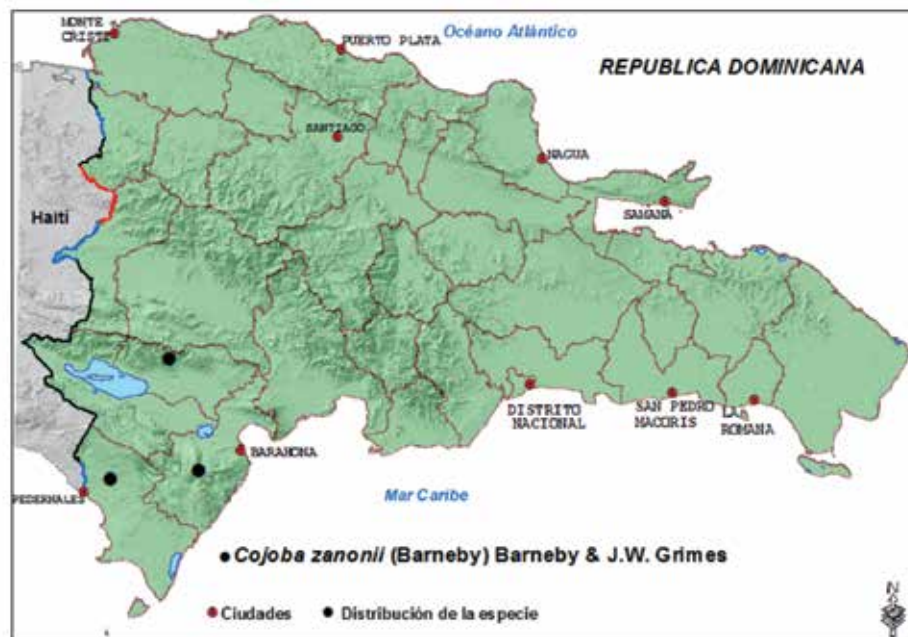 MONTE
CRISTI
PUERTO PLATA
Océano Atlántico
REPUBLICA DOMINICANA
SANTIAGO
NAGUA
SAMANA
Haití
DISTRITO
NACIONAL
SAN PEDRO
MACORIS
LA
ROMANA
BARAHONA
PEDERNALES
Mar Caribe
Cojoba zanonii (Barneby) Barneby & J.W. Grimes
Ciudades
Distribución de la especie
N